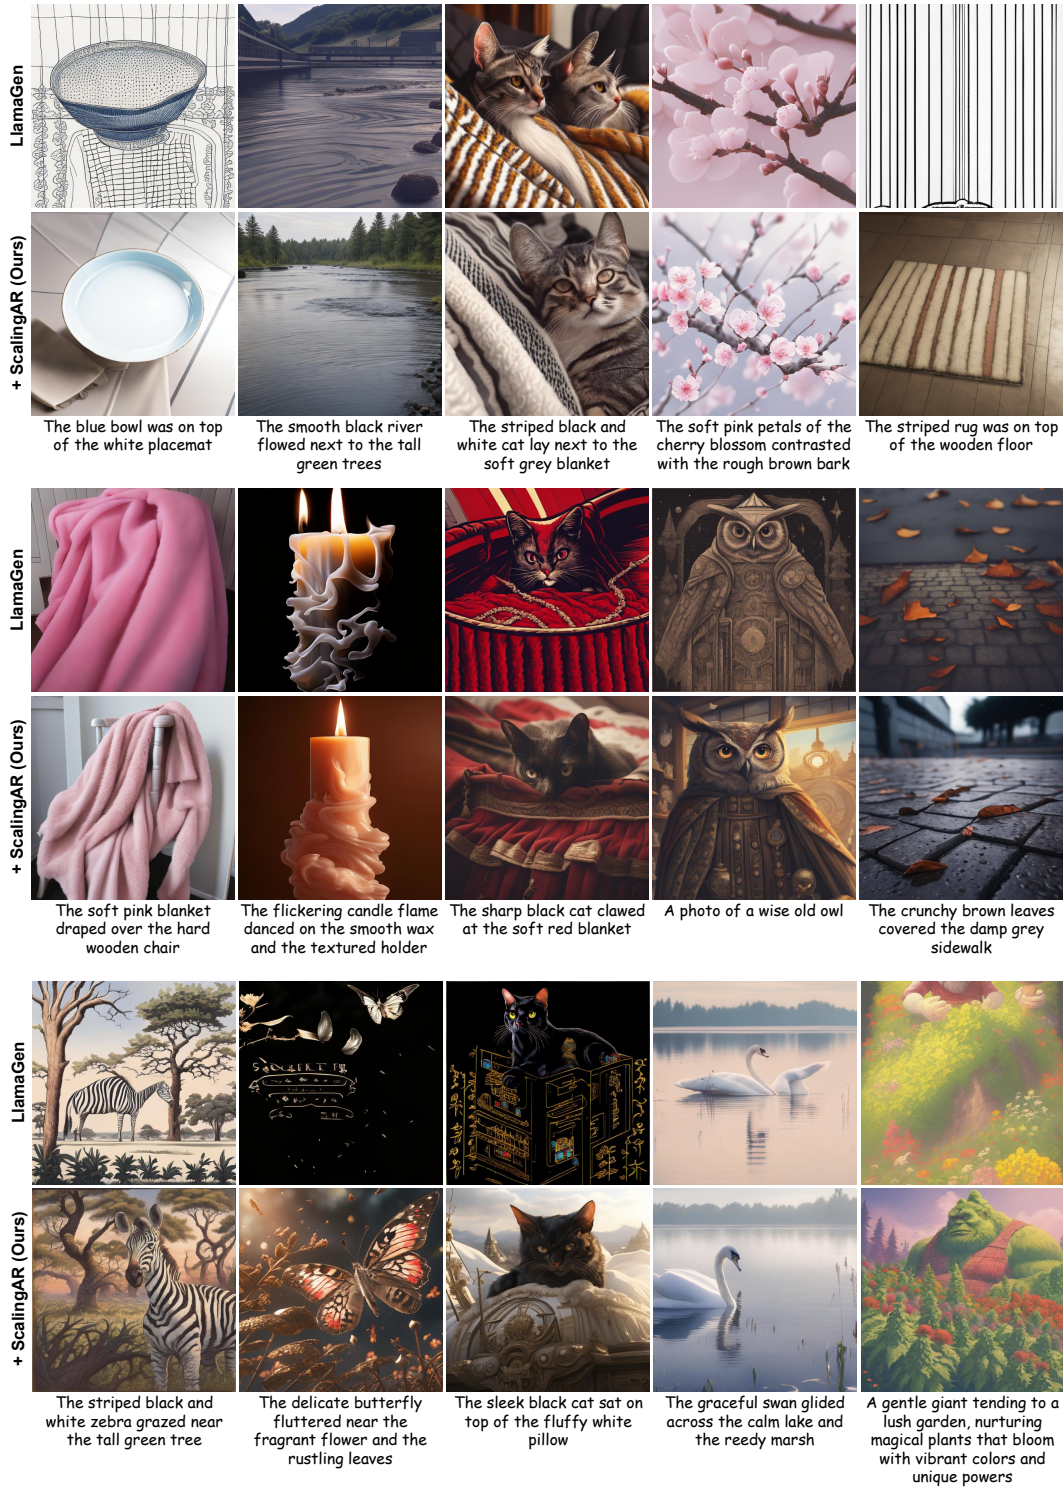 LlamaGen
+ ScalingAR (Ours)
The blue bowl was on top
of the white placemat
The smooth black river
flowed next to the tall
green trees
The striped black and
white cat lay next to the
soft grey blanket
The soft pink petals of the
cherry blossom contrasted
with the rough brown bark
The striped rug was on top
of the wooden floor
LlamaGen
+ ScalingAR (Ours)
The soft pink blanket
draped over the hard
wooden chair
The flickering candle flame
danced on the smooth wax
and the textured holder
The sharp black cat clawed
at the soft red blanket
A photo of a wise old owl
The crunchy brown leaves
covered the damp grey
sidewalk
LlamaGen
+ ScalingAR (Ours)
The striped black and
white zebra grazed near
the tall green tree
The delicate butterfly
fluttered near the
fragrant flower and the
rustling leaves
The sleek black cat sat on
top of the fluffy white
pillow
The graceful swan glided
across the calm lake and
the reedy marsh
A gentle giant tending to a
lush garden, nurturing
magical plants that bloom
with vibrant colors and
unique powers